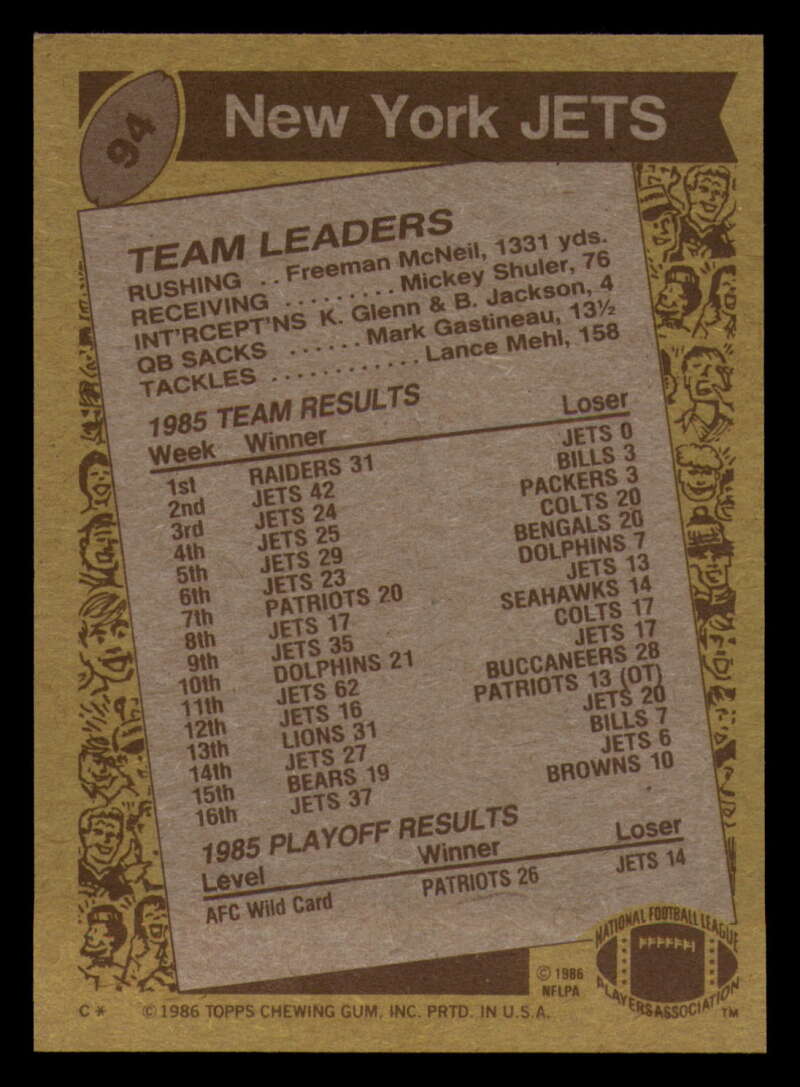 94
New York JETS
TEAM LEADERS
RUSHING .. Freeman McNeil, 1331 yds.
RECEIVING ......... Mickey Shuler, 76
INT'RCEPT'NS K. Glenn & B. Jackson, 4
QB SACKS ...... Mark Gastineau, 13½
TACKLES ............ Lance Mehl, 158
1985 TEAM RESULTS
Week Winner Loser
1st RAIDERS 31 JETS 0
2nd JETS 42 BILLS 3
3rd JETS 24 PACKERS 3
4th JETS 25 COLTS 20
5th JETS 29 BENGALS 20
6th JETS 23 DOLPHINS 7
7th PATRIOTS 20 JETS 13
8th JETS 17 SEAHAWKS 14
9th JETS 35 COLTS 17
10th DOLPHINS 21 JETS 17
11th JETS 62 BUCCANEERS 28
12th JETS 16 PATRIOTS 13 (OT)
13th LIONS 31 JETS 20
14th JETS 27 BILLS 7
15th BEARS 19 JETS 6
16th JETS 37 BROWNS 10
1985 PLAYOFF RESULTS
Level Winner Loser
AFC Wild Card PATRIOTS 26 JETS 14
© 1986
NFLPA
NATIONAL FOOTBALL LEAGUE
PLAYERS ASSOCIATION
TM
C* © 1986 TOPPS CHEWING GUM, INC. PRTD. IN U.S.A.